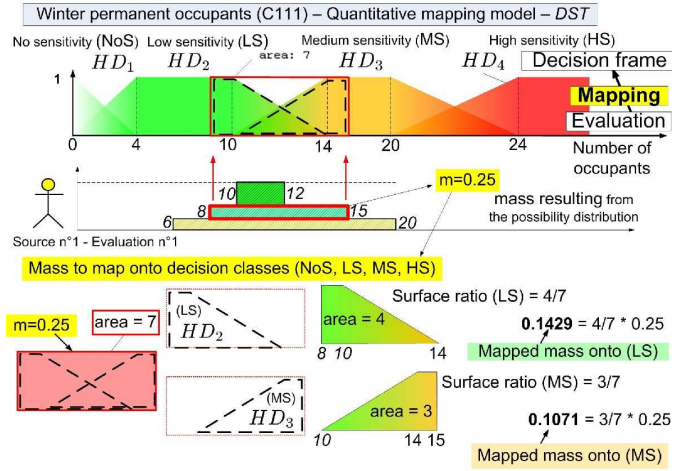 Winter permanent occupants (C111) – Quantitative mapping model – DST
No sensitivity (NoS)
Low sensitivity (LS)
Medium sensitivity (MS)
High sensitivity (HS)
area: 7
HD1
HD2
HD3
HD4
Decision frame
1
Mapping
Evaluation
0
4
10
14
20
24
Number of
occupants
10
12
m=0.25
8
15
mass resulting from
the possibility distribution
6
20
Source n°1 - Evaluation n°1
Mass to map onto decision classes (NoS, LS, MS, HS)
m=0.25
area = 7
(LS)
HD2
area = 4
8
10
14
Surface ratio (LS) = 4/7
0.1429 = 4/7 * 0.25
Mapped mass onto (LS)
(MS)
HD3
area = 3
10
14
15
Surface ratio (MS) = 3/7
0.1071 = 3/7 * 0.25
Mapped mass onto (MS)